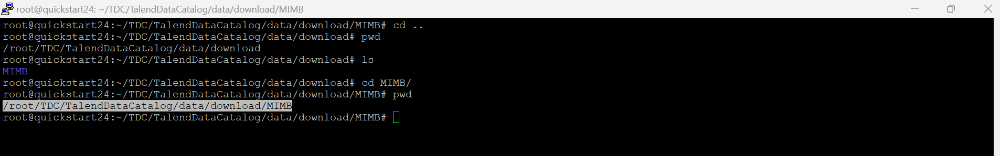 root@quickstart24: ~/TDC/TalendDataCatalog/data/download/MIMB
root@quickstart24:~/TDC/TalendDataCatalog/data/download/MIMB# cd ..
root@quickstart24:~/TDC/TalendDataCatalog/data/download# pwd
/root/TDC/TalendDataCatalog/data/download
root@quickstart24:~/TDC/TalendDataCatalog/data/download# ls
MIMB
root@quickstart24:~/TDC/TalendDataCatalog/data/download# cd MIMB/
root@quickstart24:~/TDC/TalendDataCatalog/data/download/MIMB# pwd
/root/TDC/TalendDataCatalog/data/download/MIMB
root@quickstart24:~/TDC/TalendDataCatalog/data/download/MIMB#